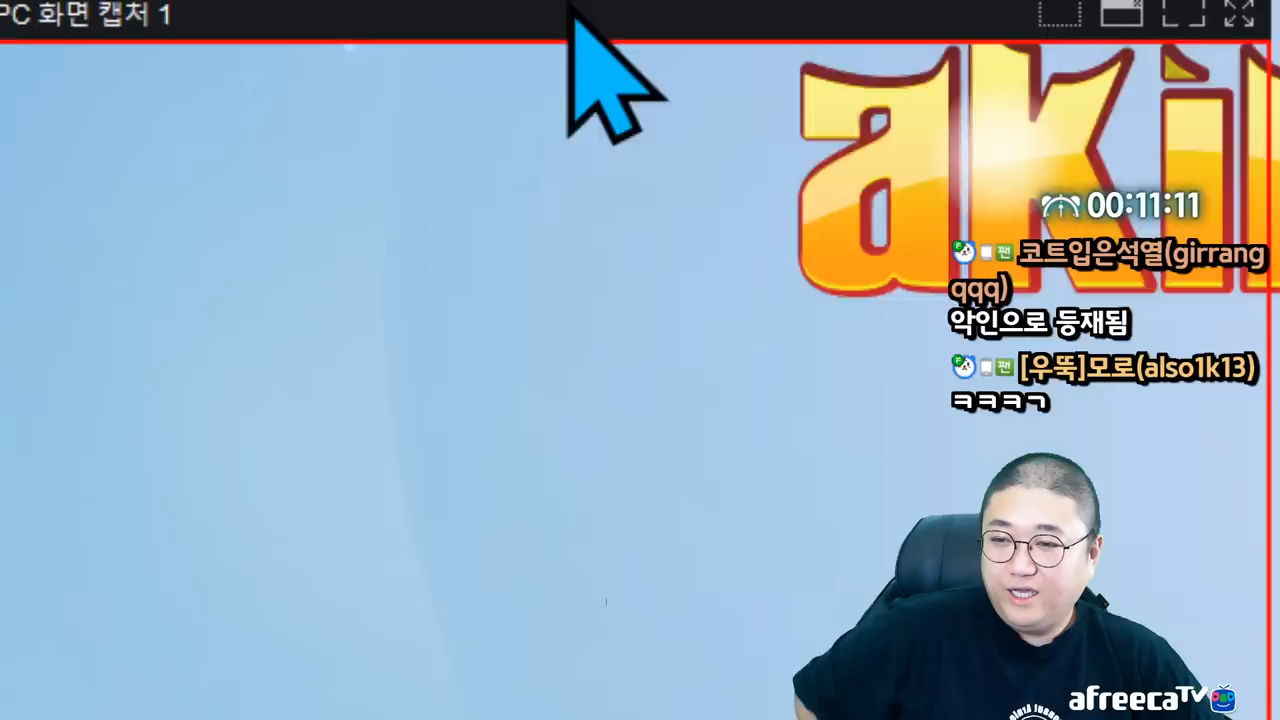 PC 화면 캡처 1
aki
00:11:11
코트입은석열(girrang
qqq)
악인으로 등재됨
[우뚝]모로(also1k13)
ㅋㅋㅋㄱ
afreecaTV